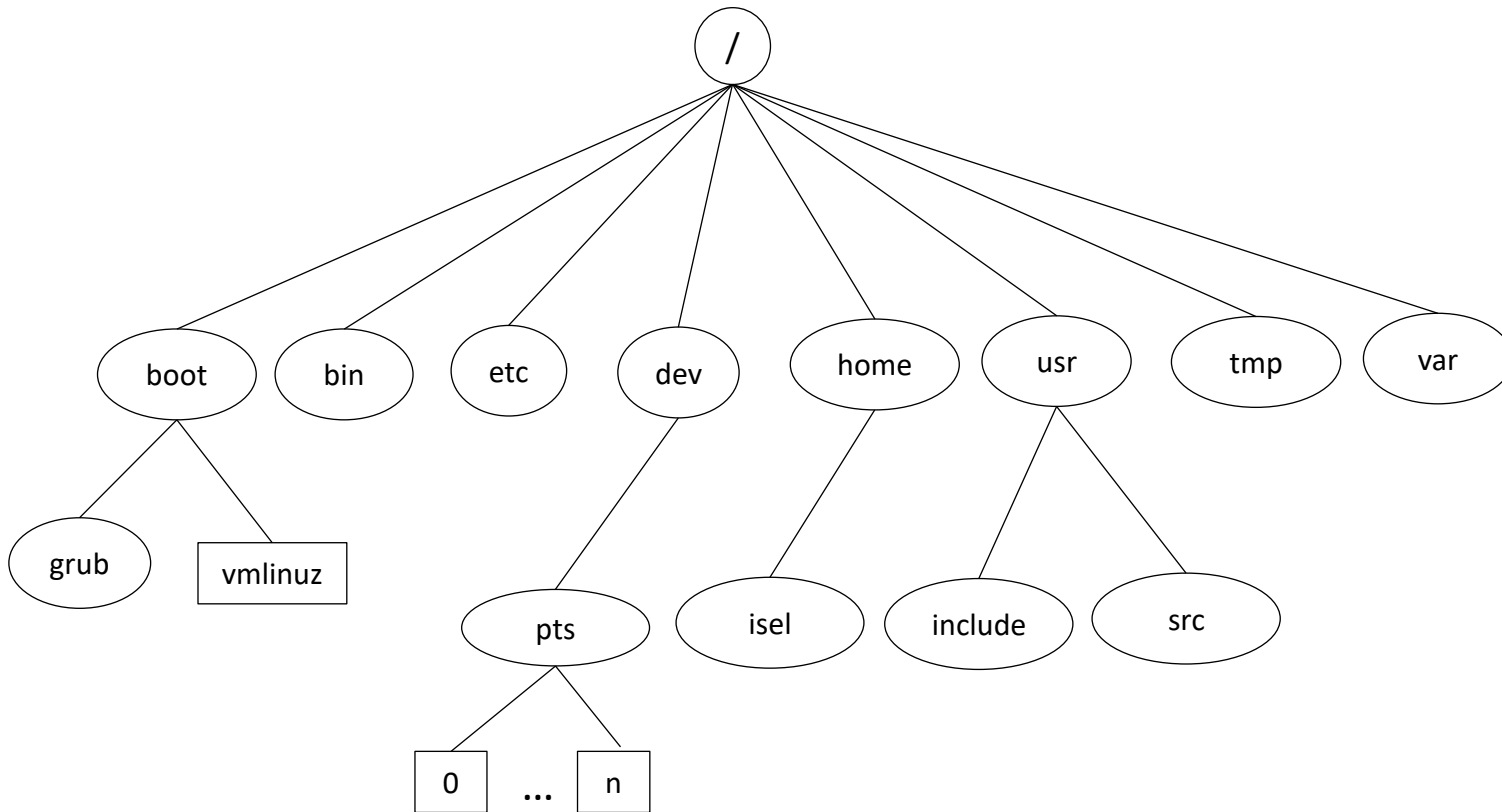 /
boot
bin
etc
dev
home
usr
tmp
var
grub
vmlinuz
pts
isel
include
src
0
...
n